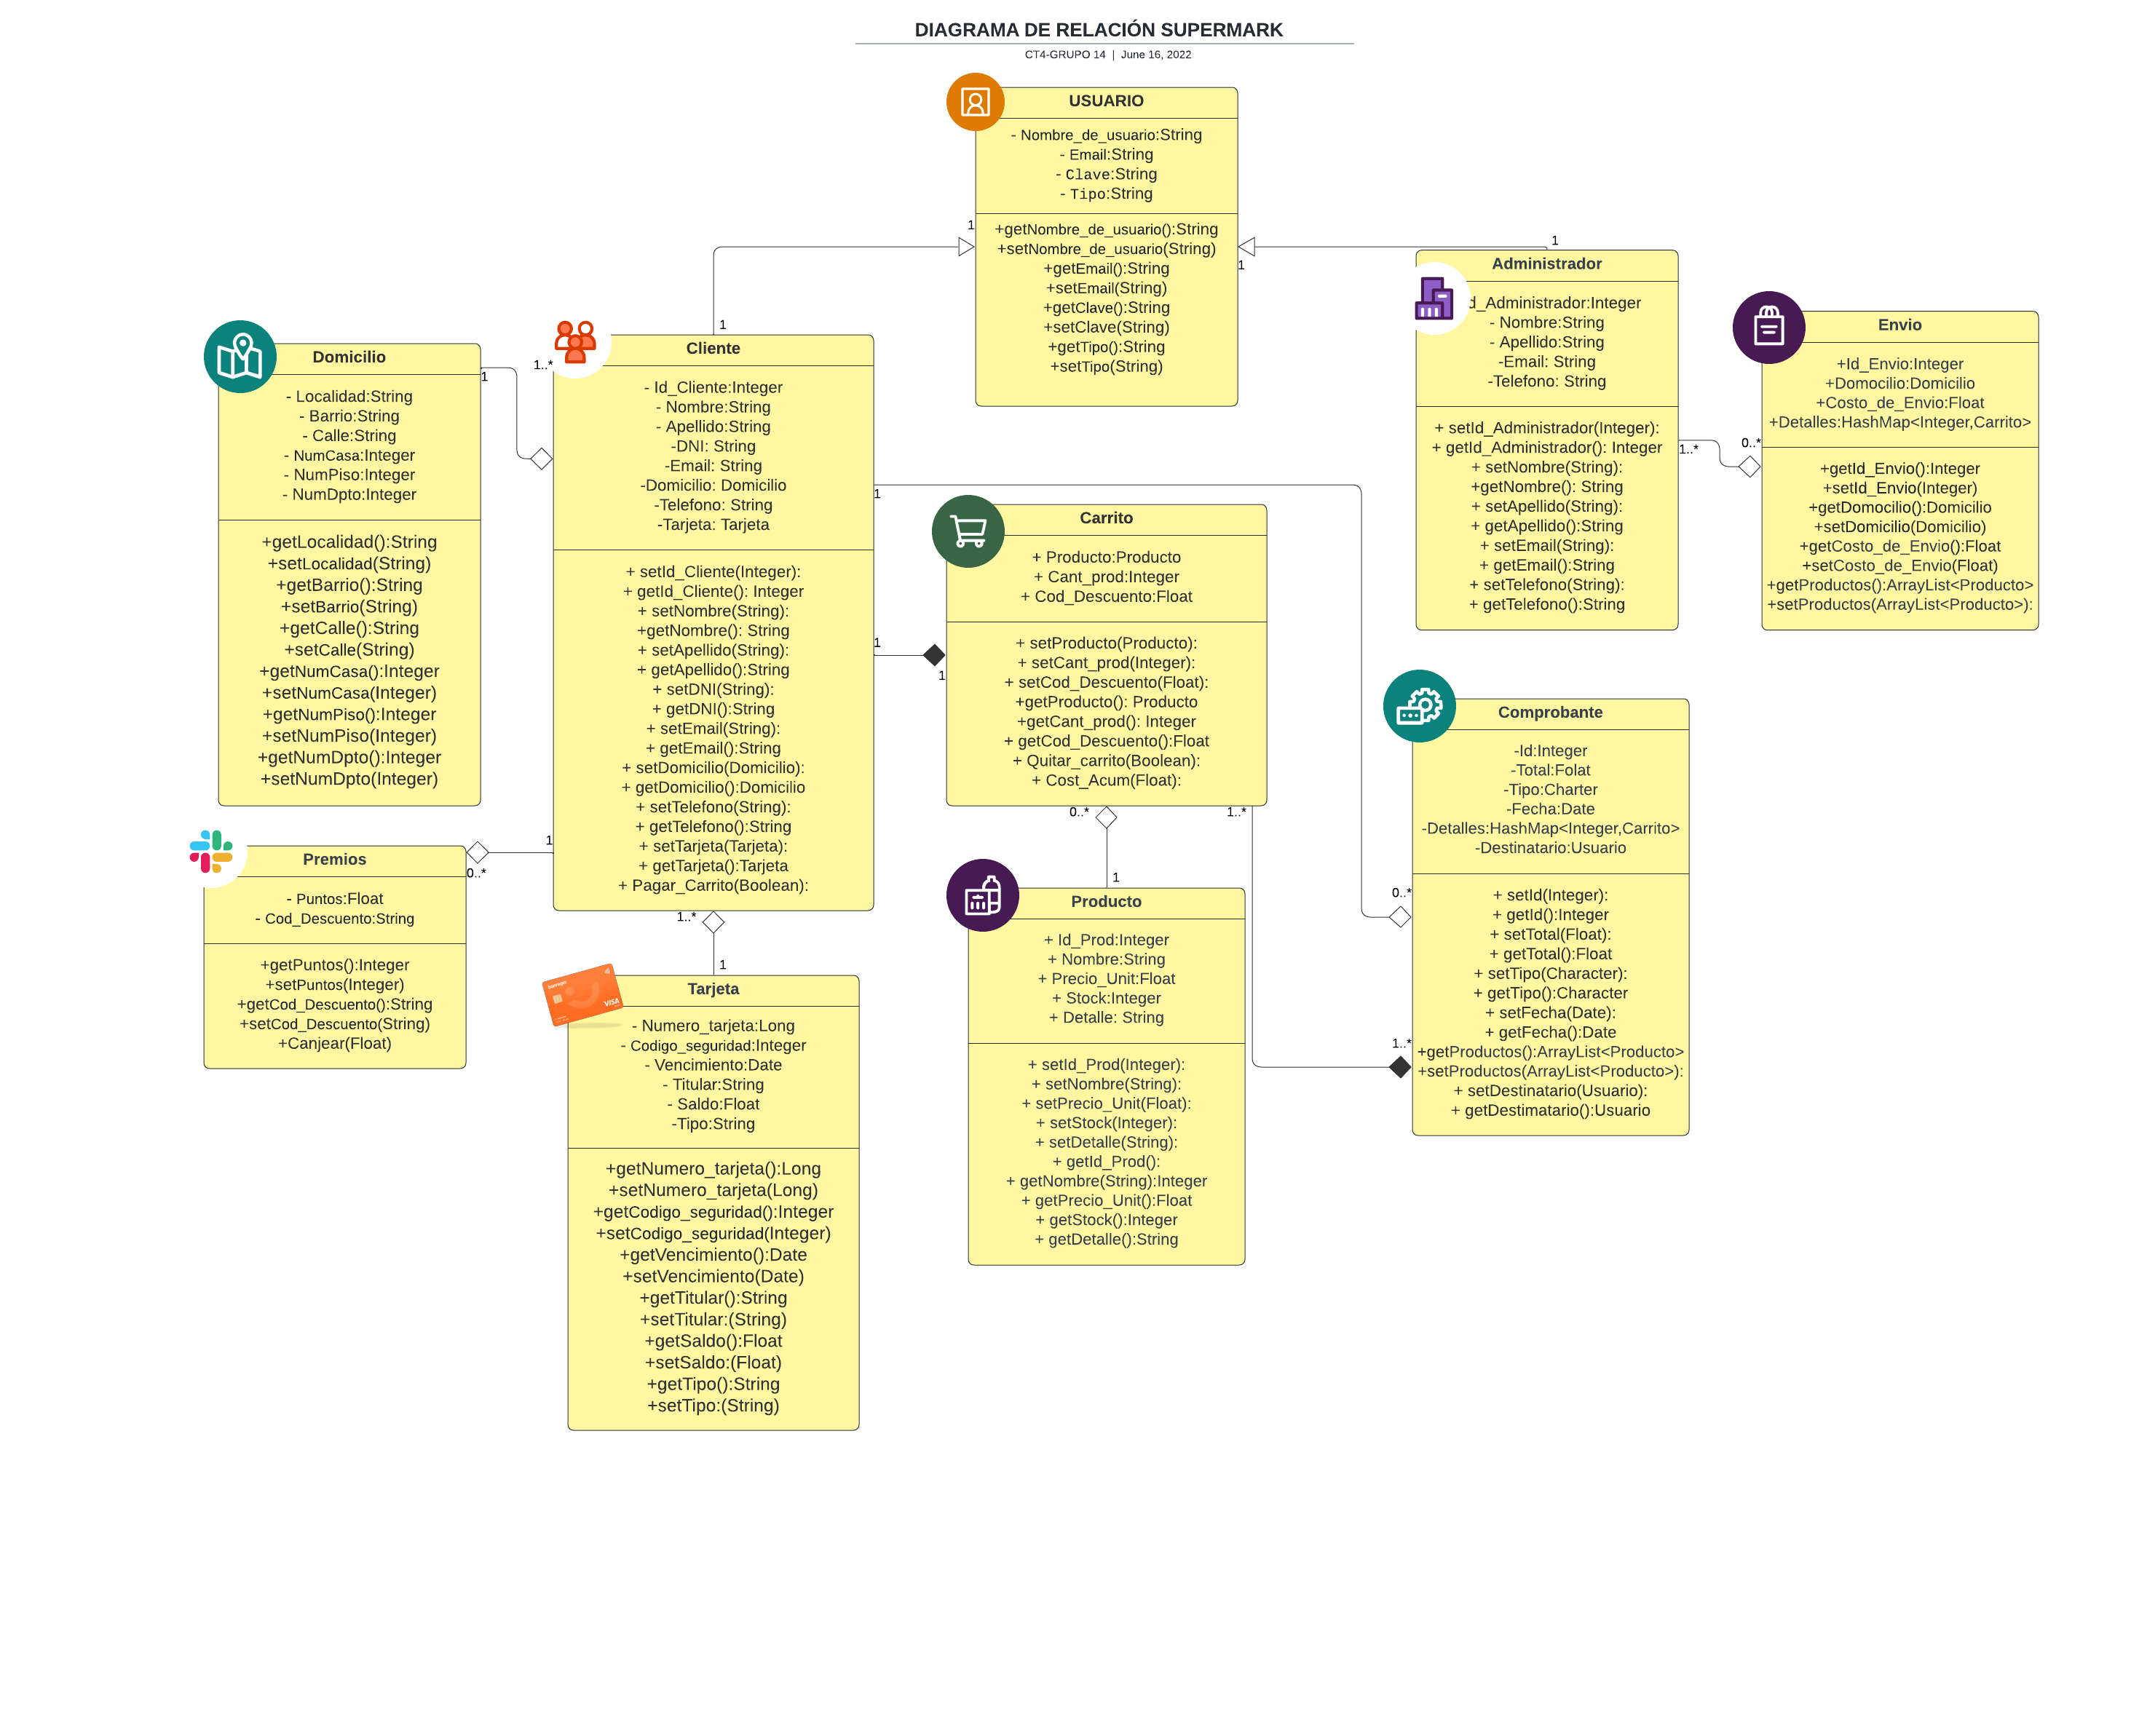 DIAGRAMA DE RELACIÓN SUPERMARK
CT4-GRUPO 14 | June 16, 2022
USUARIO
- Nombre_de_usuario:String
- Email:String
- Clave:String
- Tipo:String
+getNombre_de_usuario():String
+setNombre_de_usuario(String)
+getEmail():String
+setEmail(String)
+getClave():String
+setClave(String)
+getTipo():String
+setTipo(String)
1
1
1
1
Administrador
d_Administrador:Integer
- Nombre:String
- Apellido:String
-Email: String
-Telefono: String
+ setId_Administrador(Integer):
+ getId_Administrador(): Integer
+ setNombre(String):
+getNombre(): String
+ setApellido(String):
+ getApellido():String
+ setEmail(String):
+ getEmail():String
+ setTelefono(String):
+ getTelefono():String
1..*
0..*
Envio
+Id_Envio:Integer
+Domocilio:Domicilio
+Costo_de_Envio:Float
+Detalles:HashMap<Integer,Carrito>
+getId_Envio():Integer
+setId_Envio(Integer)
+getDomocilio():Domicilio
+setDomicilio(Domicilio)
+getCosto_de_Envio():Float
+setCosto_de_Envio(Float)
+getProductos():ArrayList<Producto>
+setProductos(ArrayList<Producto>):
Domicilio
- Localidad:String
- Barrio:String
- Calle:String
- NumCasa:Integer
- NumPiso:Integer
- NumDpto:Integer
+getLocalidad():String
+setLocalidad(String)
+getBarrio():String
+setBarrio(String)
+getCalle():String
+setCalle(String)
+getNumCasa():Integer
+setNumCasa(Integer)
+getNumPiso():Integer
+setNumPiso(Integer)
+getNumDpto():Integer
+setNumDpto(Integer)
1
1..*
Cliente
- Id_Cliente:Integer
- Nombre:String
- Apellido:String
-DNI: String
-Email: String
-Domicilio: Domicilio
-Telefono: String
-Tarjeta: Tarjeta
+ setId_Cliente(Integer):
+ getId_Cliente(): Integer
+ setNombre(String):
+getNombre(): String
+ setApellido(String):
+ getApellido():String
+ setDNI(String):
+ getDNI():String
+ setEmail(String):
+ getEmail():String
+ setDomicilio(Domicilio):
+ getDomicilio():Domicilio
+ setTelefono(String):
+ getTelefono():String
+ setTarjeta(Tarjeta):
+ getTarjeta():Tarjeta
+ Pagar_Carrito(Boolean):
1
1
1
Carrito
+ Producto:Producto
+ Cant_prod:Integer
+ Cod_Descuento:Float
+ setProducto(Producto):
+ setCant_prod(Integer):
+ setCod_Descuento(Float):
+getProducto(): Producto
+getCant_prod(): Integer
+ getCod_Descuento():Float
+ Quitar_carrito(Boolean):
+ Cost_Acum(Float):
0..*
1..*
1
Comprobante
-Id:Integer
-Total:Folat
-Tipo:Charter
-Fecha:Date
-Detalles:HashMap<Integer,Carrito>
-Destinatario:Usuario
+ setId(Integer):
+ getId():Integer
+ setTotal(Float):
+ getTotal():Float
+ setTipo(Character):
+ getTipo():Character
+ setFecha(Date):
+ getFecha():Date
+getProductos():ArrayList<Producto>
+setProductos(ArrayList<Producto>):
+ setDestinatario(Usuario):
+ getDestimatario():Usuario
0..*
1..*
Premios
- Puntos:Float
- Cod_Descuento:String
+getPuntos():Integer
+setPuntos(Integer)
+getCod_Descuento():String
+setCod_Descuento(String)
+Canjear(Float)
1
0..*
1..*
1
Tarjeta
VISA
- Numero_tarjeta:Long
- Codigo_seguridad:Integer
- Vencimiento:Date
- Titular:String
- Saldo:Float
-Tipo:String
+getNumero_tarjeta():Long
+setNumero_tarjeta(Long)
+getCodigo_seguridad():Integer
+setCodigo_seguridad(Integer)
+getVencimiento():Date
+setVencimiento(Date)
+getTitular():String
+setTitular:(String)
+getSaldo():Float
+setSaldo:(Float)
+getTipo():String
+setTipo:(String)
Producto
+ Id_Prod:Integer
+ Nombre:String
+ Precio_Unit:Float
+ Stock:Integer
+ Detalle: String
+ setId_Prod(Integer):
+ setNombre(String):
+ setPrecio_Unit(Float):
+ setStock(Integer):
+ setDetalle(String):
+ getId_Prod():
+ getNombre(String):Integer
+ getPrecio_Unit():Float
+ getStock():Integer
+ getDetalle():String